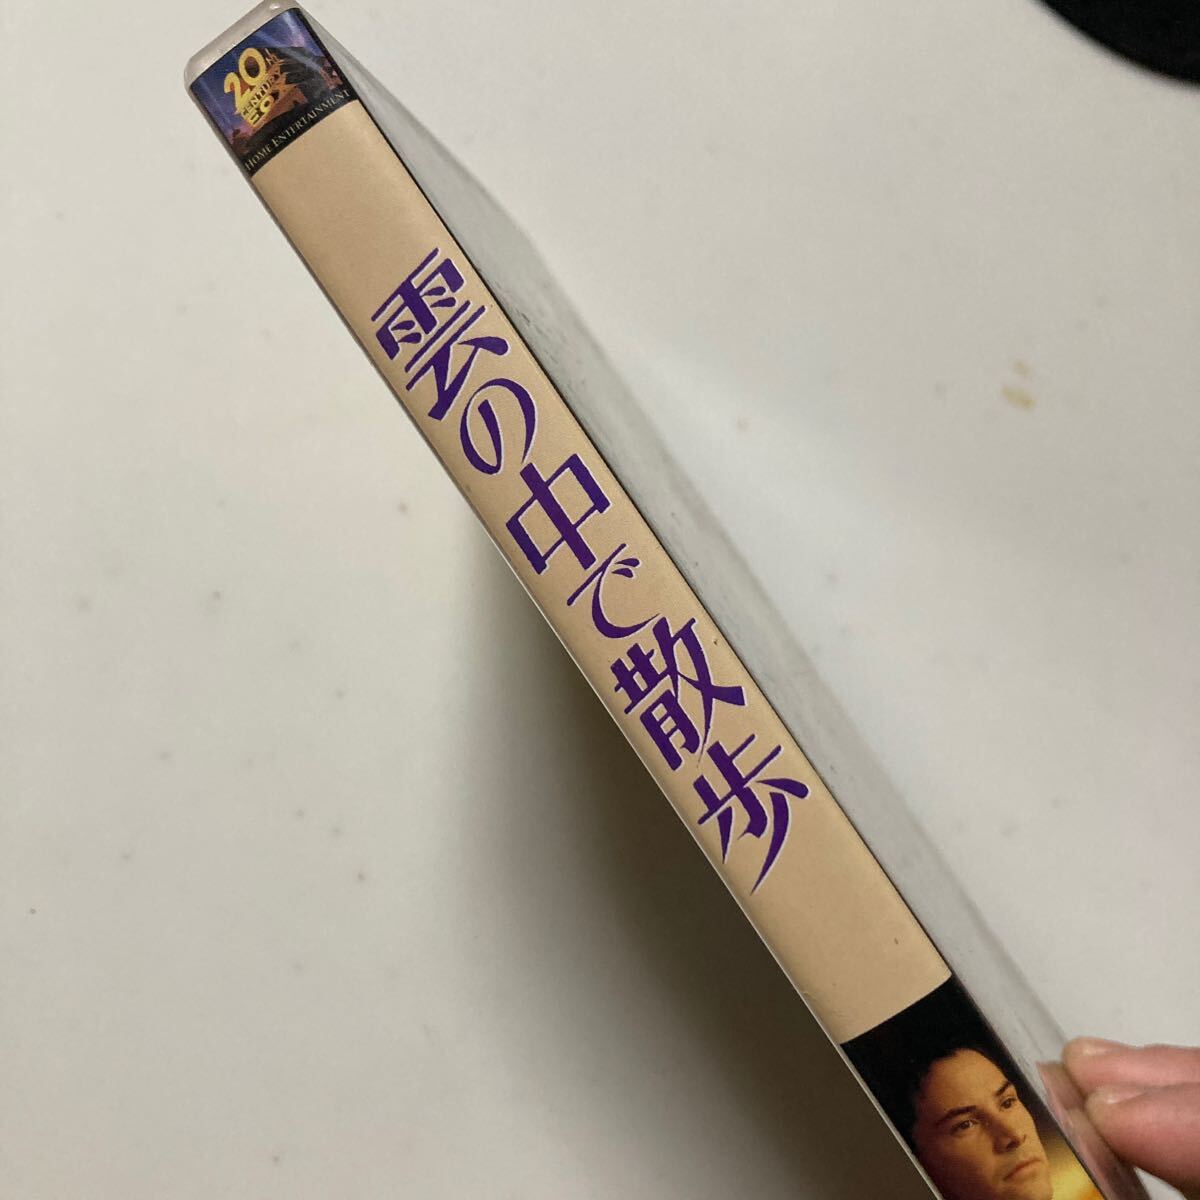 20TH
CENTURY
FOX
HOME ENTERTAINMENT
雲の中で散歩